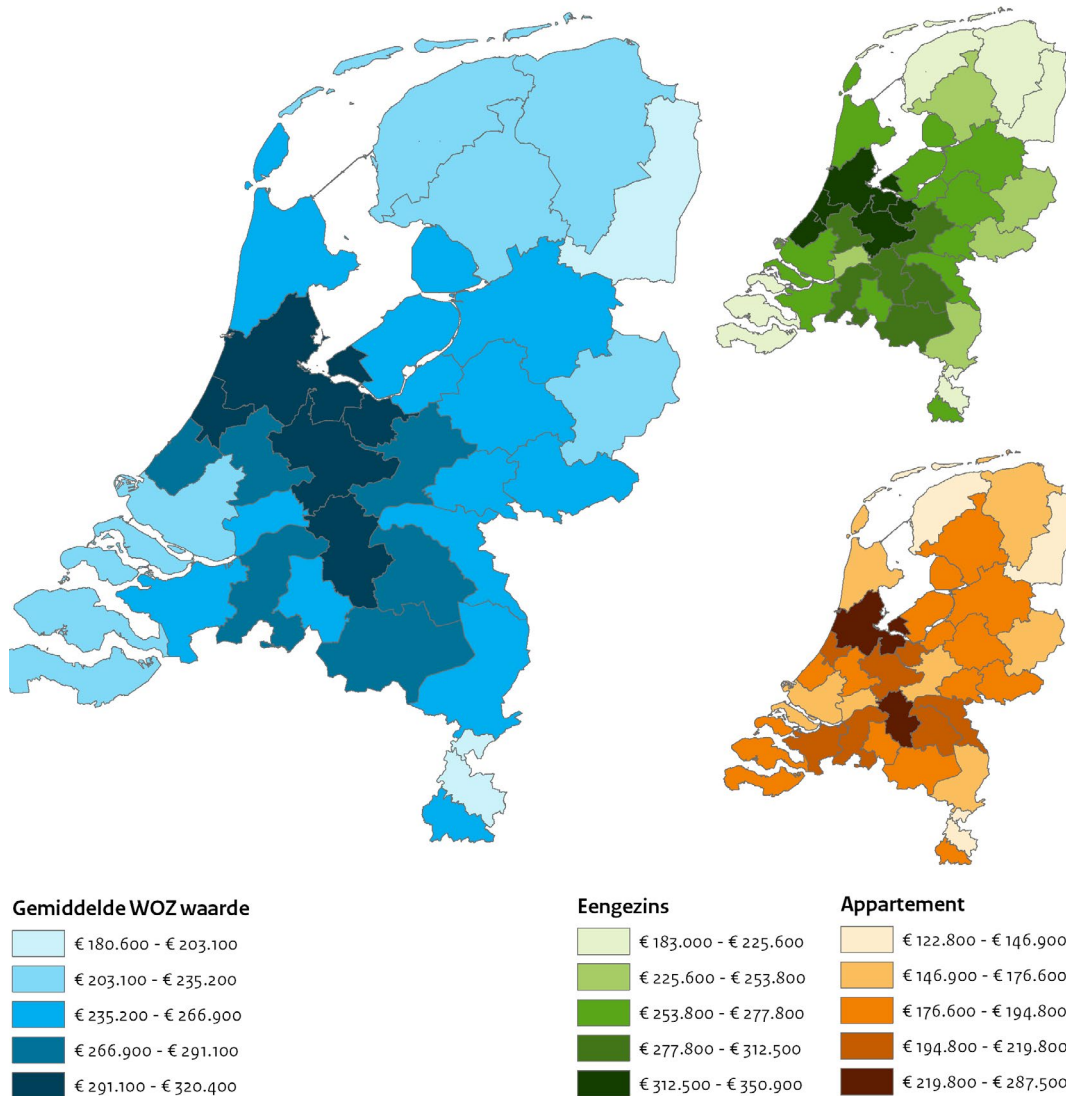 Gemiddelde WOZ waarde
€ 180.600 - € 203.100
€ 203.100 - € 235.200
€ 235.200 - € 266.900
€ 266.900 - € 291.100
€ 291.100 - € 320.400
Eengezins
€ 183.000 - € 225.600
€ 225.600 - € 253.800
€ 253.800 - € 277.800
€ 277.800 - € 312.500
€ 312.500 - € 350.900
Appartement
€ 122.800 - € 146.900
€ 146.900 - € 176.600
€ 176.600 - € 194.800
€ 194.800 - € 219.800
€ 219.800 - € 287.500